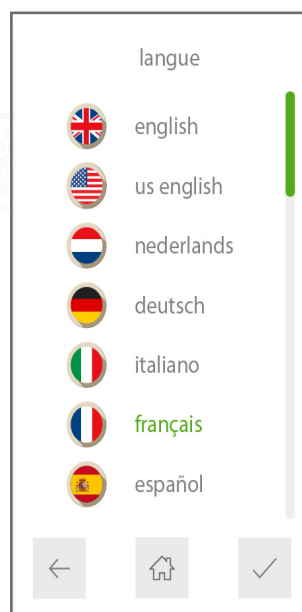 langue
english
us english
nederlands
deutsch
italiano
français
español